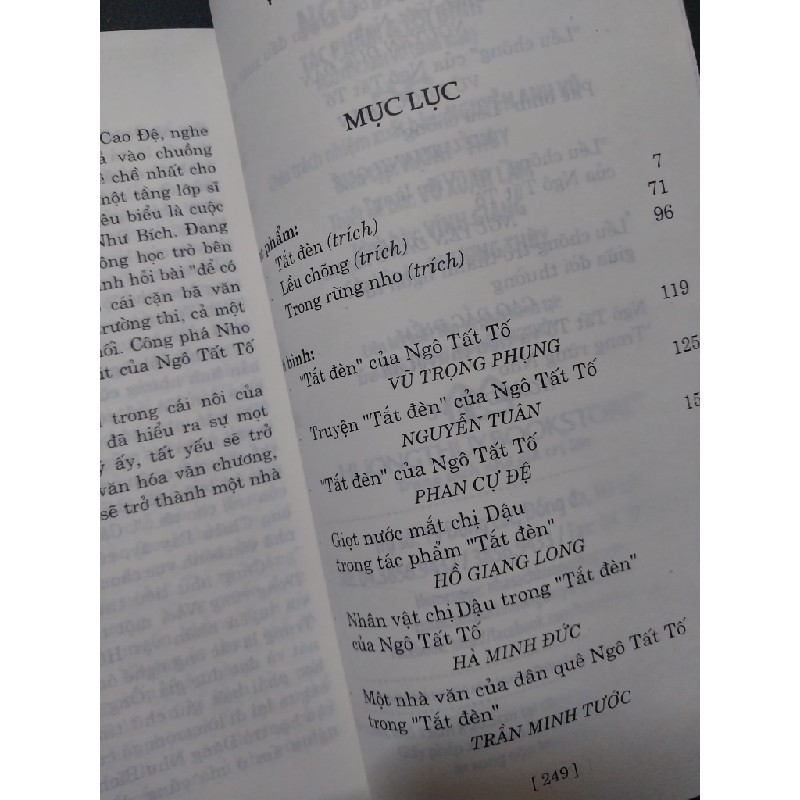 Cao Đệ, nghe
vào chuồng
chế nhất cho
một tầng lớp sĩ
biểu là cuộc
Như Bích. Đang
học trò bên
hỏi bài "để có
cái cặn bã văn
trường thi, cả một
Công phá Nho
của Ngô Tất Tố
trong cái nôi của
đã hiểu ra sự mọt
ấy, tất yếu sẽ trở
văn hóa văn chương,
sẽ trở thành một nhà
MỤC LỤC
phẩm:
Tắt đèn (trích) 7
Lều chõng (trích) 71
Trong rừng nho (trích) 96
bình:
"Tắt đèn" của Ngô Tất Tố 119
VŨ TRỌNG PHỤNG
Truyện "Tắt đèn" của Ngô Tất Tố 125
NGUYỄN TUÂN
"Tắt đèn" của Ngô Tất Tố 15
PHAN CỰ ĐỆ
Giọt nước mắt chị Dậu
trong tác phẩm "Tắt đèn"
HỒ GIANG LONG
Nhân vật chị Dậu trong "Tắt đèn"
của Ngô Tất Tố
HÀ MINH ĐỨC
Một nhà văn của dân quê Ngô Tất Tố
trong "Tắt đèn"
TRẦN MINH TƯỚC
[ 249 ]